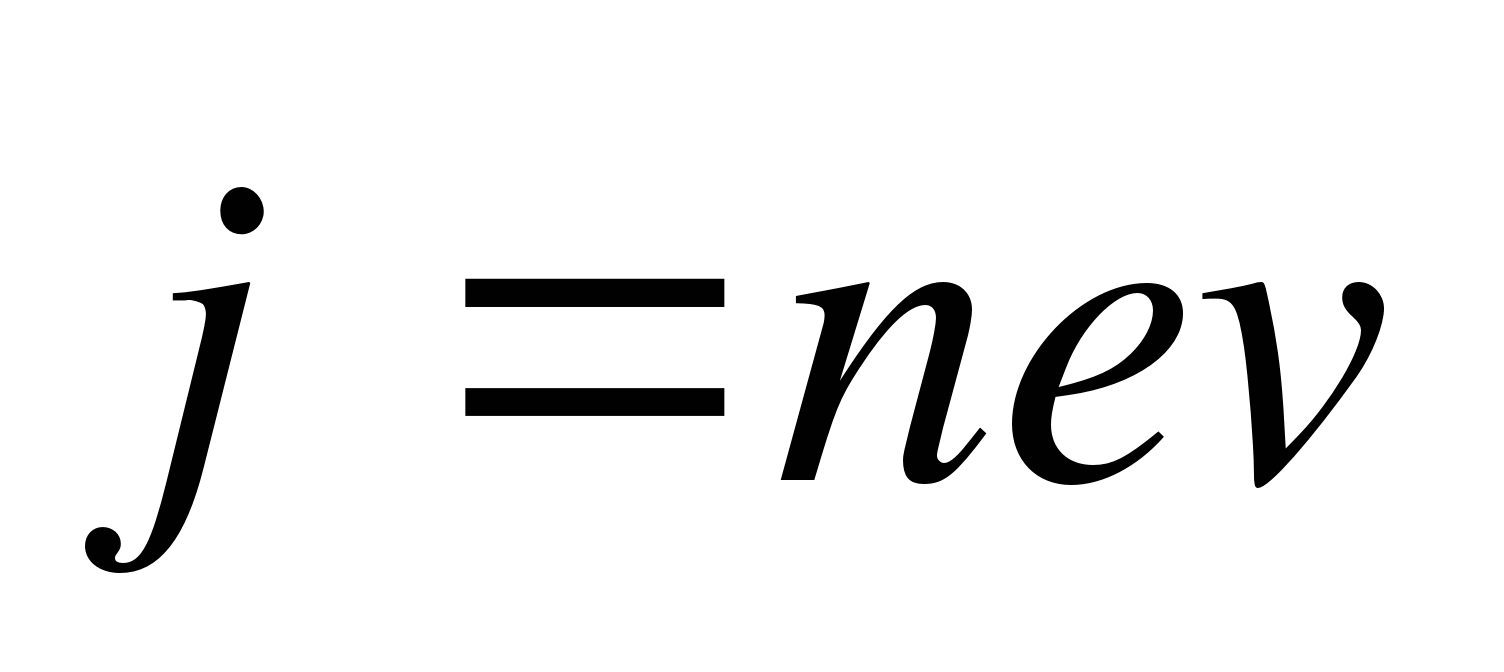 j = nev